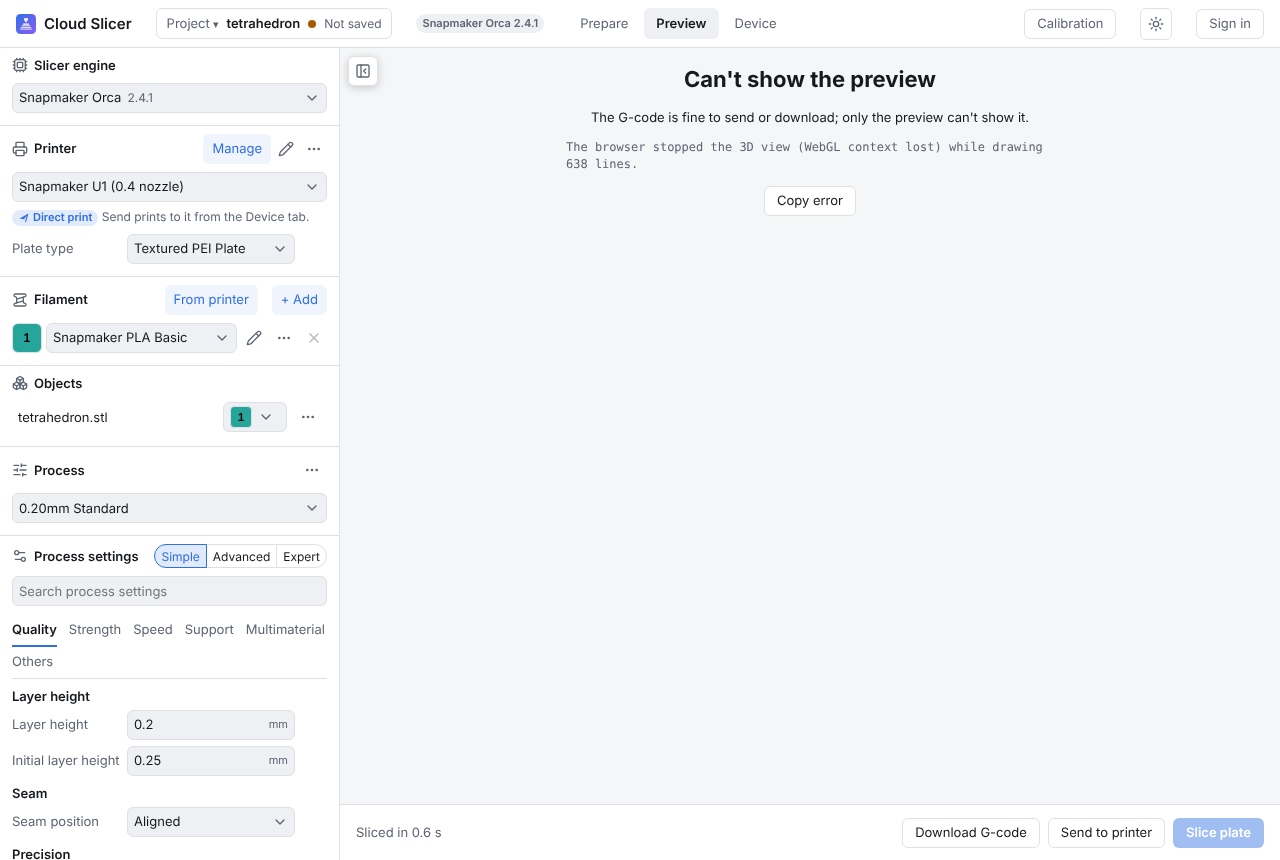 Cloud Slicer
Project ▾ tetrahedron Not saved
Snapmaker Orca 2.4.1
Prepare
Preview
Device
Calibration
Sign in
Slicer engine
Snapmaker Orca 2.4.1
Printer
Manage
Snapmaker U1 (0.4 nozzle)
Direct print Send prints to it from the Device tab.
Plate type
Textured PEI Plate
Filament
From printer
+ Add
1
Snapmaker PLA Basic
Objects
tetrahedron.stl
1
Process
0.20mm Standard
Process settings
Simple
Advanced
Expert
Search process settings
Quality
Strength
Speed
Support
Multimaterial
Others
Layer height
Layer height
0.2 mm
Initial layer height
0.25 mm
Seam
Seam position
Aligned
Precision
Can't show the preview
The G-code is fine to send or download; only the preview can't show it.
The browser stopped the 3D view (WebGL context lost) while drawing
638 lines.
Copy error
Sliced in 0.6 s
Download G-code
Send to printer
Slice plate